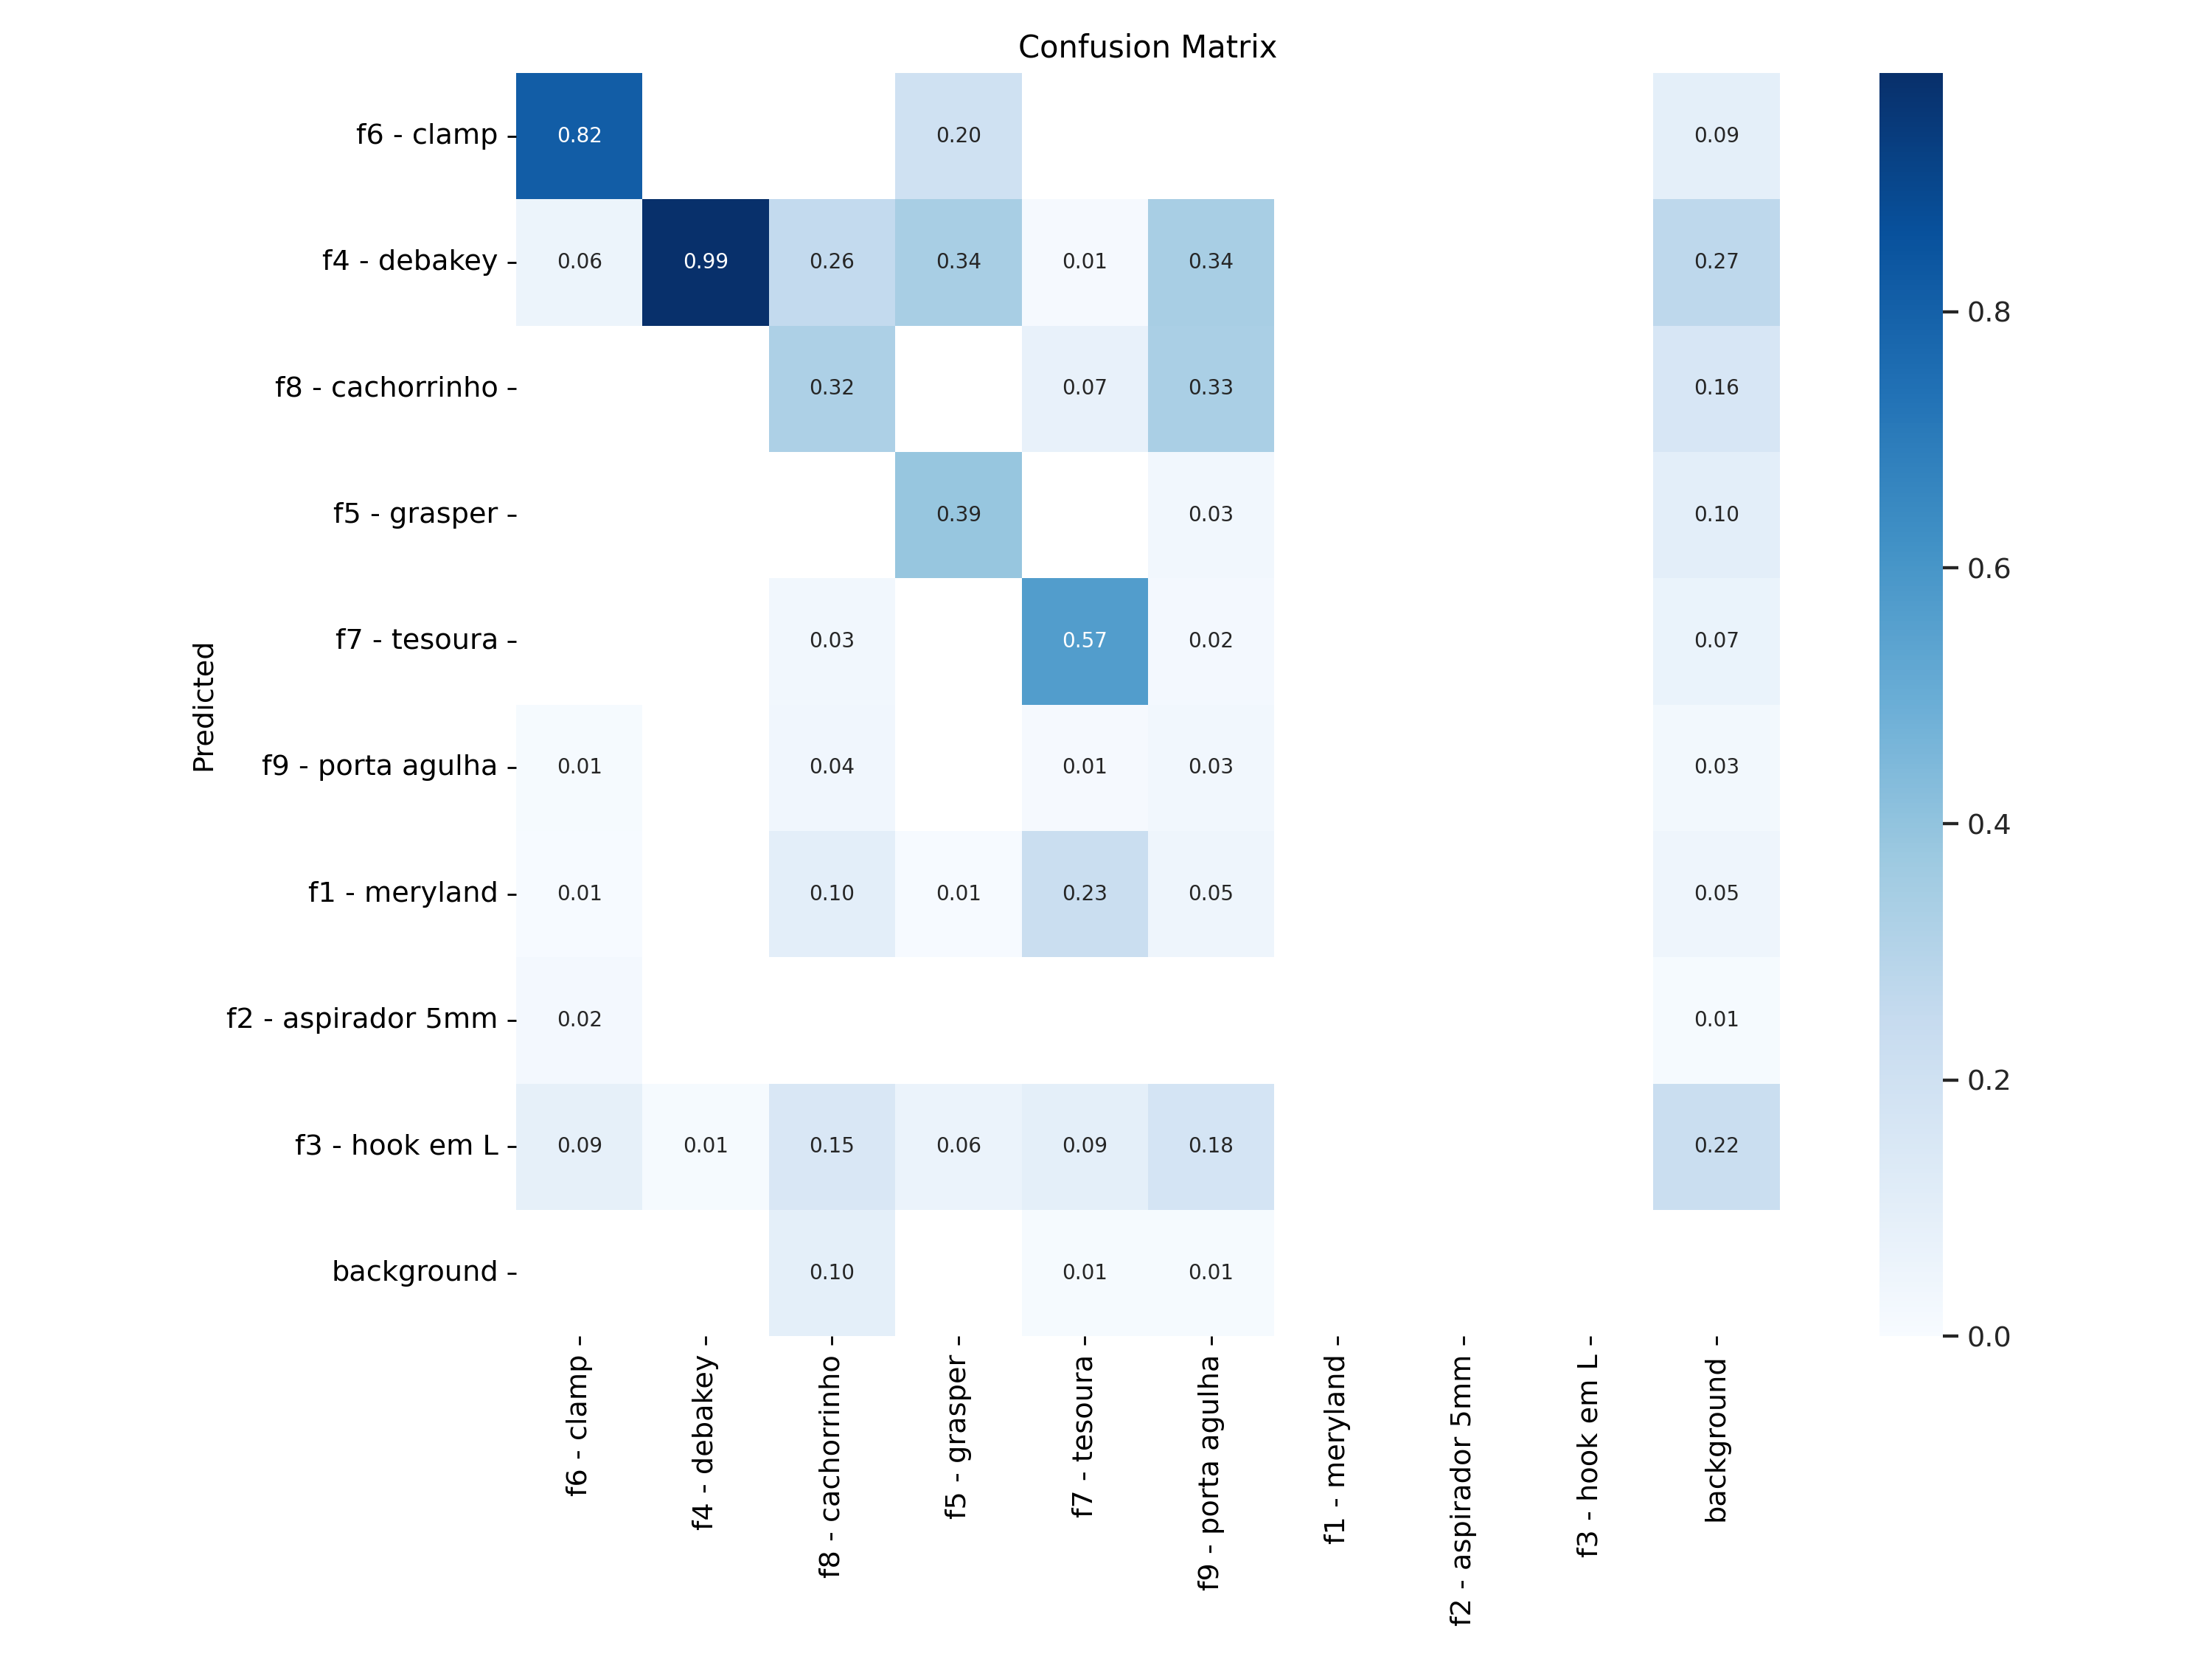 Confusion Matrix
Predicted
f6 - clamp 0.82 0.20 0.09
f4 - debakey 0.06 0.99 0.26 0.34 0.01 0.34 0.27
f8 - cachorrinho 0.32 0.07 0.33 0.16
f5 - grasper 0.39 0.03 0.10
f7 - tesoura 0.03 0.57 0.02 0.07
f9 - porta agulha 0.01 0.04 0.01 0.03 0.03
f1 - meryland 0.01 0.10 0.01 0.23 0.05 0.05
f2 - aspirador 5mm 0.02 0.01
f3 - hook em L 0.09 0.01 0.15 0.06 0.09 0.18 0.22
background 0.10 0.01 0.01
f6 - clamp
f4 - debakey
f8 - cachorrinho
f5 - grasper
f7 - tesoura
f9 - porta agulha
f1 - meryland
f2 - aspirador 5mm
f3 - hook em L
background
0.8
0.6
0.4
0.2
0.0